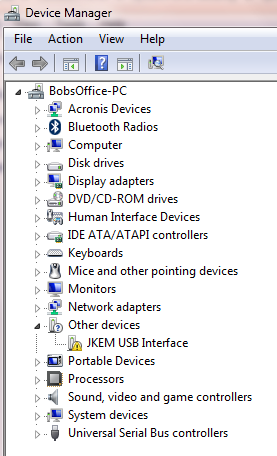 Device Manager
File Action View Help
BobsOffice-PC
Acronis Devices
Bluetooth Radios
Computer
Disk drives
Display adapters
DVD/CD-ROM drives
Human Interface Devices
IDE ATA/ATAPI controllers
Keyboards
Mice and other pointing devices
Monitors
Network adapters
Other devices
JKEM USB Interface
Portable Devices
Processors
Sound, video and game controllers
System devices
Universal Serial Bus controllers